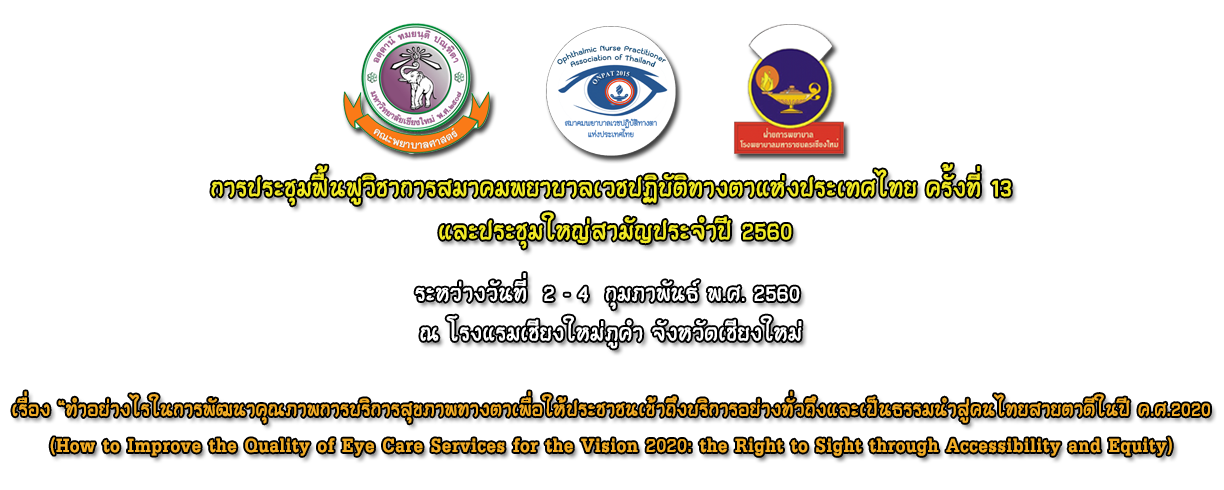 อตฺตานํ ทมยนฺติ ปณฺฑิตา
มหาวิทยาลัยเชียงใหม่ พ.ศ.๒๕๐๗
คณะพยาบาลศาสตร์
Ophthalmic Nurse Practitioner
Association of Thailand
ONPAT 2015
สมาคมพยาบาลเวชปฏิบัติทางตา
แห่งประเทศไทย
ฝ่ายการพยาบาล
โรงพยาบาลมหาราชนครเชียงใหม่
การประชุมฟื้นฟูวิชาการสมาคมพยาบาลเวชปฏิบัติทางตาแห่งประเทศไทย ครั้งที่ 13
และประชุมใหญ่สามัญประจำปี 2560
ระหว่างวันที่ 2 - 4 กุมภาพันธ์ พ.ศ. 2560
ณ โรงแรมเชียงใหม่ภูคำ จังหวัดเชียงใหม่
เรื่อง “ทำอย่างไรในการพัฒนาคุณภาพการบริการสุขภาพทางตาเพื่อให้ประชาชนเข้าถึงบริการอย่างทั่วถึงและเป็นธรรมนำสู่คนไทยสายตาดีในปี ค.ศ.2020
(How to Improve the Quality of Eye Care Services for the Vision 2020: the Right to Sight through Accessibility and Equity)